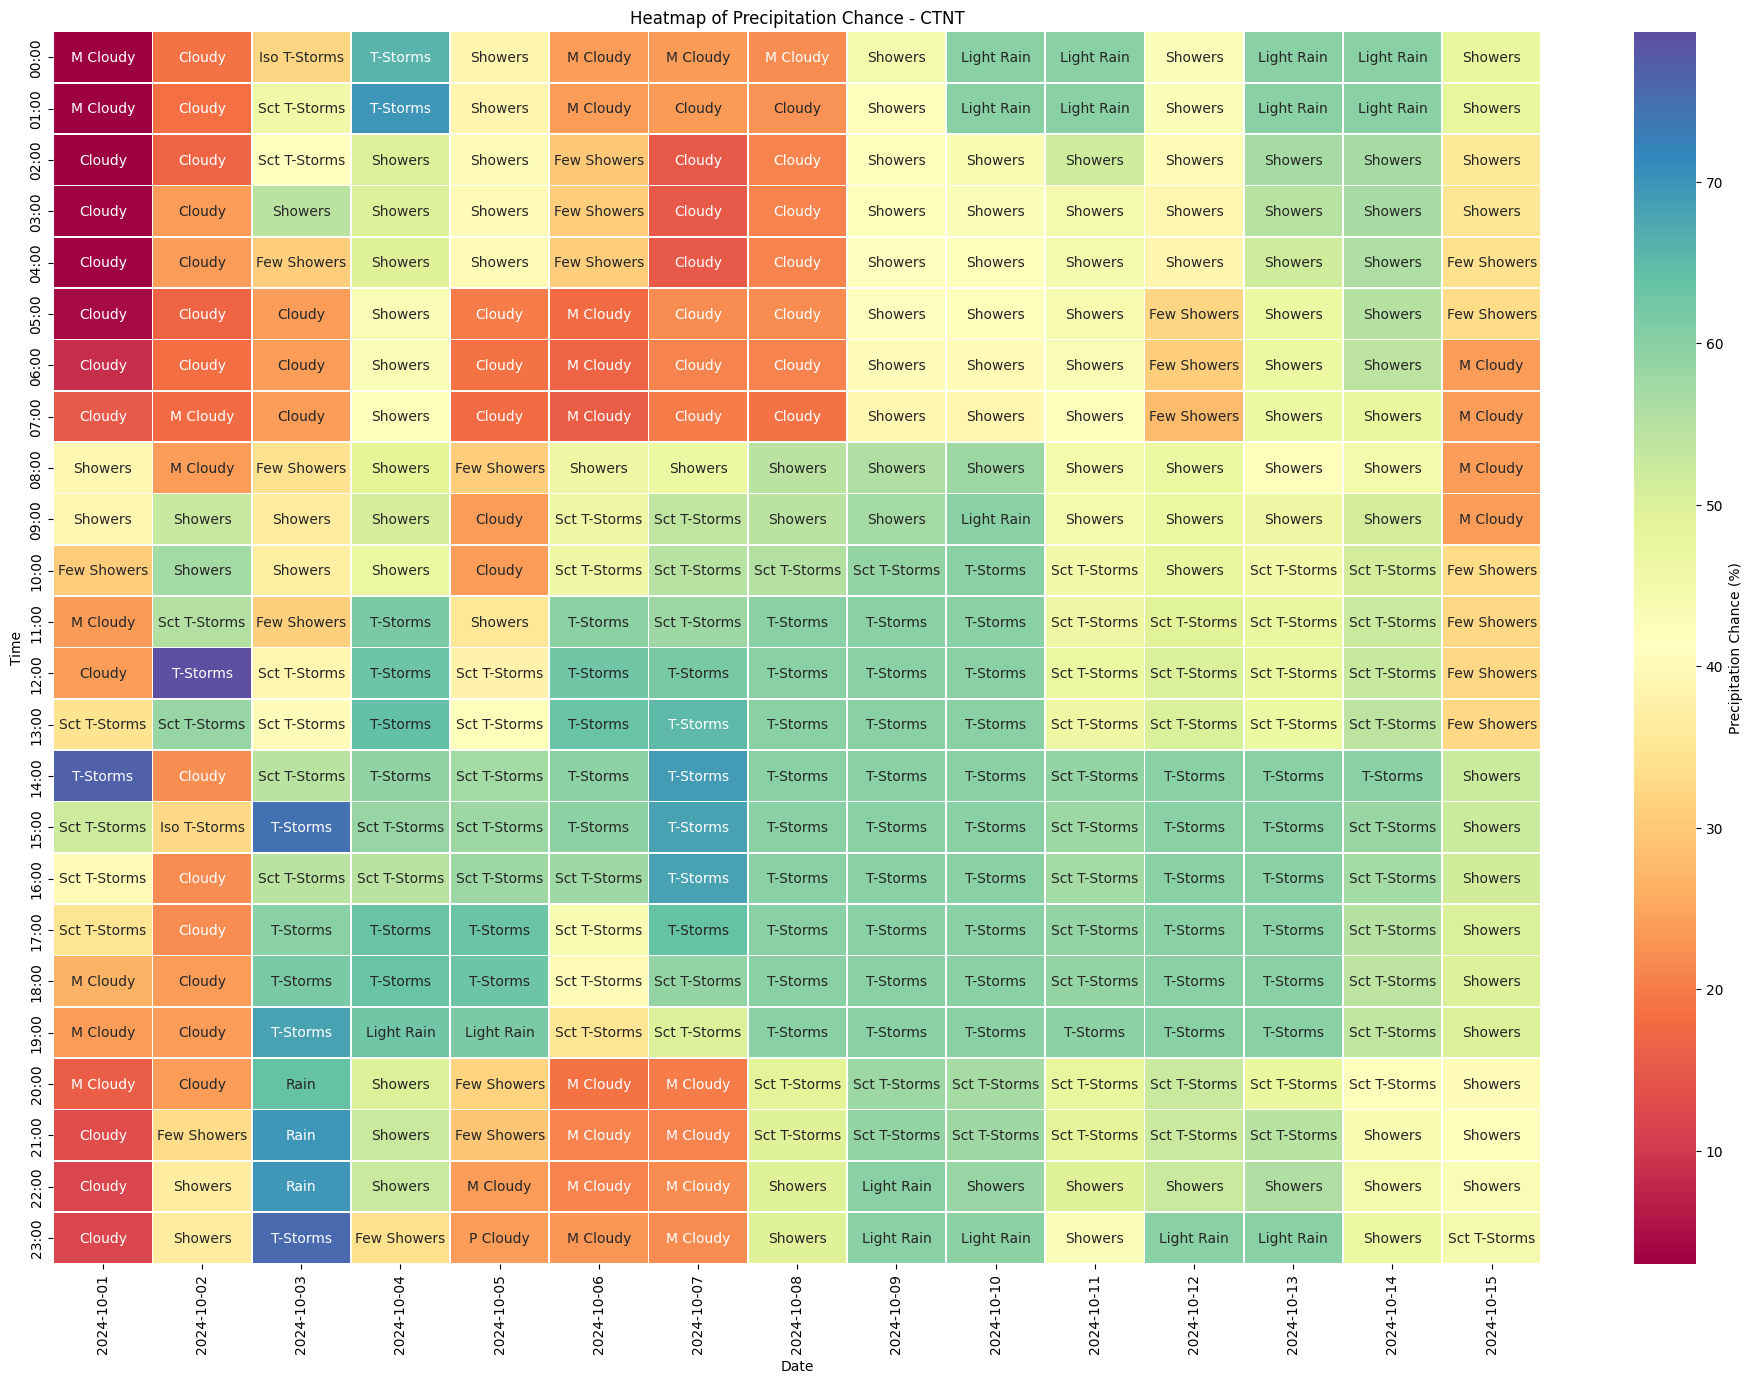 Heatmap of Precipitation Chance - CTNT
Time
00:00 M Cloudy Cloudy Iso T-Storms T-Storms Showers M Cloudy M Cloudy M Cloudy Showers Light Rain Light Rain Showers Light Rain Light Rain Showers
01:00 M Cloudy Cloudy Sct T-Storms T-Storms Showers M Cloudy Cloudy Cloudy Showers Light Rain Light Rain Showers Light Rain Light Rain Showers
02:00 Cloudy Cloudy Sct T-Storms Showers Showers Few Showers Cloudy Cloudy Showers Showers Showers Showers Showers Showers Showers
03:00 Cloudy Cloudy Showers Showers Showers Few Showers Cloudy Cloudy Showers Showers Showers Showers Showers Showers Showers
04:00 Cloudy Cloudy Few Showers Showers Showers Few Showers Cloudy Cloudy Showers Showers Showers Showers Showers Showers Few Showers
05:00 Cloudy Cloudy Cloudy Showers Cloudy M Cloudy Cloudy Cloudy Showers Showers Showers Few Showers Showers Showers Few Showers
06:00 Cloudy Cloudy Cloudy Showers Cloudy M Cloudy Cloudy Cloudy Showers Showers Showers Few Showers Showers Showers M Cloudy
07:00 Cloudy M Cloudy Cloudy Showers Cloudy M Cloudy Cloudy Cloudy Showers Showers Showers Few Showers Showers Showers M Cloudy
08:00 Showers M Cloudy Few Showers Showers Few Showers Showers Showers Showers Showers Showers Showers Showers Showers Showers M Cloudy
09:00 Showers Showers Showers Showers Cloudy Sct T-Storms Sct T-Storms Showers Showers Light Rain Showers Showers Showers Showers M Cloudy
10:00 Few Showers Showers Showers Showers Cloudy Sct T-Storms Sct T-Storms Sct T-Storms Sct T-Storms T-Storms Sct T-Storms Showers Sct T-Storms Sct T-Storms Few Showers
11:00 M Cloudy Sct T-Storms Few Showers T-Storms Showers T-Storms Sct T-Storms T-Storms T-Storms T-Storms Sct T-Storms Sct T-Storms Sct T-Storms Sct T-Storms Few Showers
12:00 Cloudy T-Storms Sct T-Storms T-Storms Sct T-Storms T-Storms T-Storms T-Storms T-Storms T-Storms Sct T-Storms Sct T-Storms Sct T-Storms Sct T-Storms Few Showers
13:00 Sct T-Storms Sct T-Storms Sct T-Storms T-Storms Sct T-Storms T-Storms T-Storms T-Storms T-Storms T-Storms Sct T-Storms Sct T-Storms Sct T-Storms Sct T-Storms Few Showers
14:00 T-Storms Cloudy Sct T-Storms T-Storms Sct T-Storms T-Storms T-Storms T-Storms T-Storms T-Storms Sct T-Storms T-Storms T-Storms T-Storms Showers
15:00 Sct T-Storms Iso T-Storms T-Storms Sct T-Storms Sct T-Storms T-Storms T-Storms T-Storms T-Storms T-Storms Sct T-Storms T-Storms T-Storms Sct T-Storms Showers
16:00 Sct T-Storms Cloudy Sct T-Storms Sct T-Storms Sct T-Storms Sct T-Storms T-Storms T-Storms T-Storms T-Storms Sct T-Storms T-Storms T-Storms Sct T-Storms Showers
17:00 Sct T-Storms Cloudy T-Storms T-Storms T-Storms Sct T-Storms T-Storms T-Storms T-Storms T-Storms Sct T-Storms T-Storms T-Storms Sct T-Storms Showers
18:00 M Cloudy Cloudy T-Storms T-Storms T-Storms Sct T-Storms Sct T-Storms T-Storms T-Storms T-Storms Sct T-Storms T-Storms T-Storms Sct T-Storms Showers
19:00 M Cloudy Cloudy T-Storms Light Rain Light Rain Sct T-Storms Sct T-Storms T-Storms T-Storms T-Storms T-Storms T-Storms T-Storms Sct T-Storms Showers
20:00 M Cloudy Cloudy Rain Showers Few Showers M Cloudy M Cloudy Sct T-Storms Sct T-Storms Sct T-Storms Sct T-Storms Sct T-Storms Sct T-Storms Sct T-Storms Showers
21:00 Cloudy Few Showers Rain Showers Few Showers M Cloudy M Cloudy Sct T-Storms Sct T-Storms Sct T-Storms Sct T-Storms Sct T-Storms Sct T-Storms Showers Showers
22:00 Cloudy Showers Rain Showers M Cloudy M Cloudy M Cloudy Showers Light Rain Showers Showers Showers Showers Showers Showers
23:00 Cloudy Showers T-Storms Few Showers P Cloudy M Cloudy M Cloudy Showers Light Rain Light Rain Showers Light Rain Light Rain Showers Sct T-Storms
2024-10-01 2024-10-02 2024-10-03 2024-10-04 2024-10-05 2024-10-06 2024-10-07 2024-10-08 2024-10-09 2024-10-10 2024-10-11 2024-10-12 2024-10-13 2024-10-14 2024-10-15
Date
70
60
50
40
30
20
10
Precipitation Chance (%)